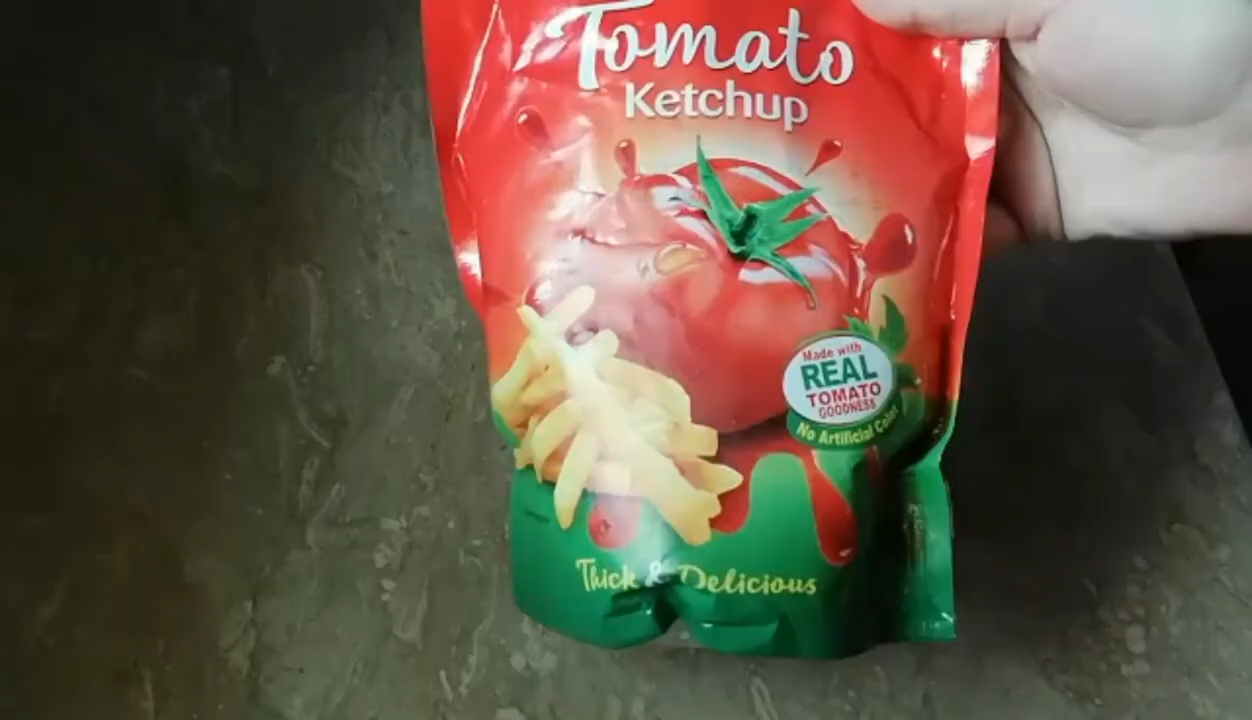 Tomato
Ketchup
Made with
REAL
TOMATO
GOODNESS
No Artificial Color
Thick & Delicious